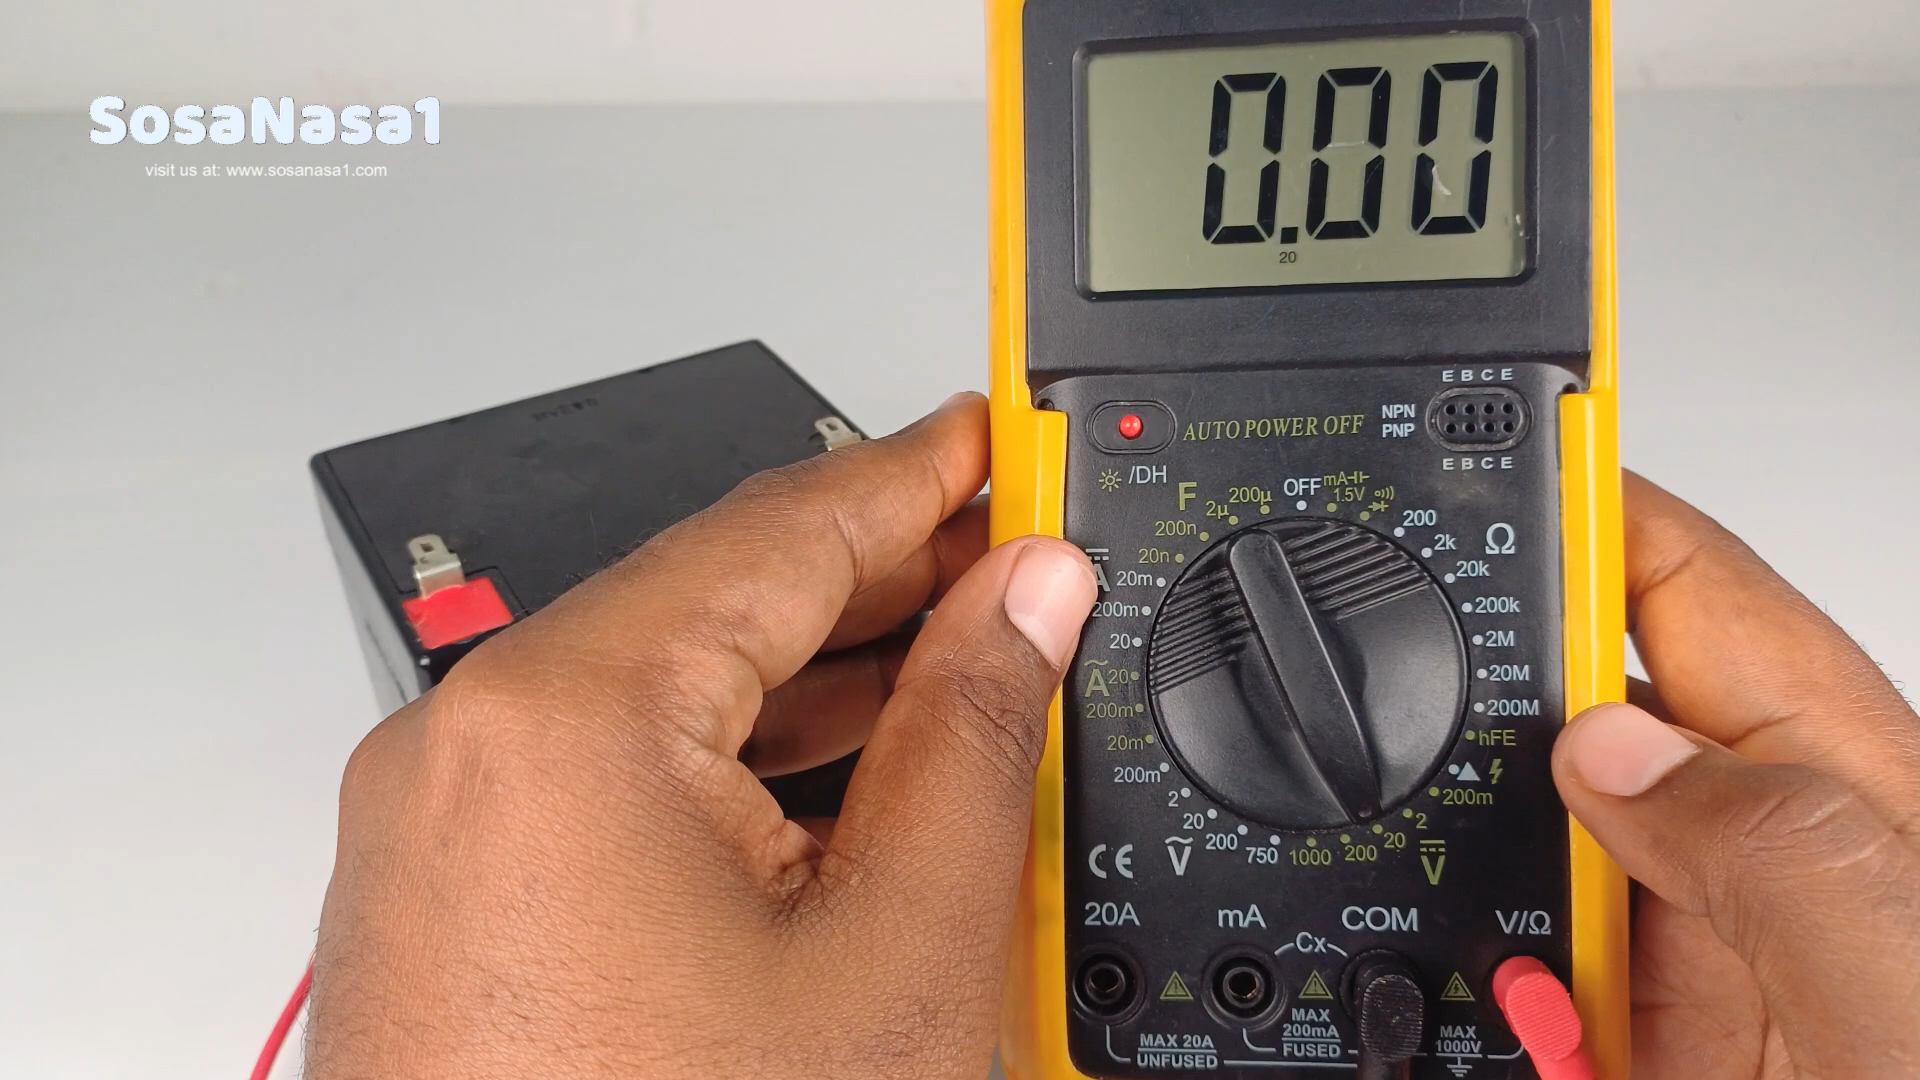 SosaNasa1
visit us at: www.sosanasa1.com
0.00
20
E B C E
NPN
PNP
E B C E
AUTO POWER OFF
/DH
F
2µ
200µ
OFF
mA
1.5V
200n
20n
A
20m
200m
20
A
20
200m
20m
200m
2
20
200
750
V
1000
200
20
2
V
200m
hFE
200M
20M
2M
200k
20k
2k
200
Ω
CE
20A
mA
COM
V/Ω
Cx
MAX 20A
UNFUSED
MAX
200mA
FUSED
MAX
1000V